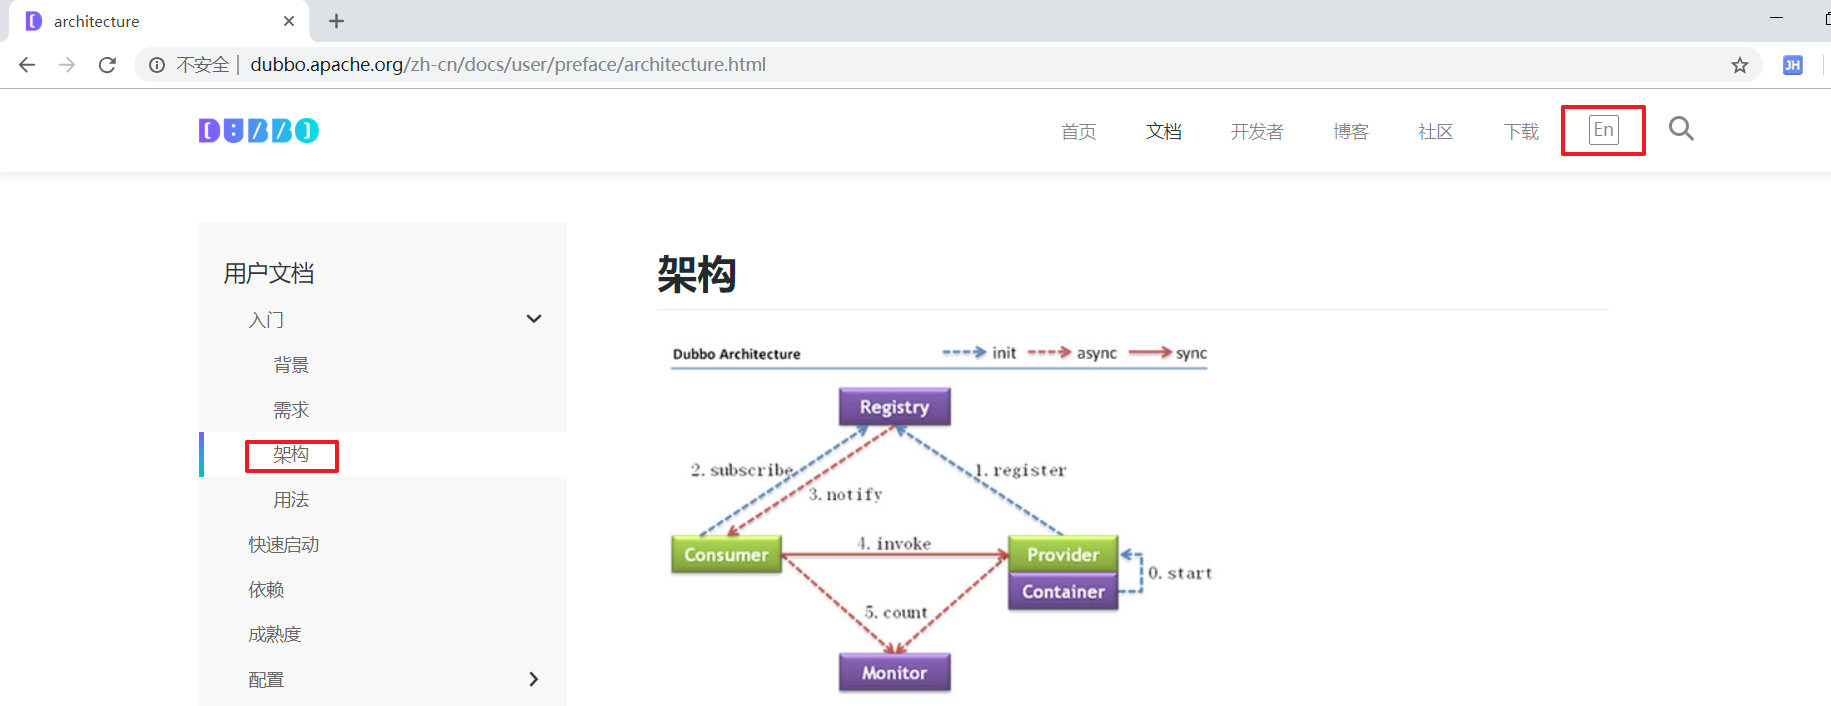 architecture
不安全 | dubbo.apache.org/zh-cn/docs/user/preface/architecture.html
JH
DUBBO
首页 文档 开发者 博客 社区 下载 En
用户文档
入门
背景
需求
架构
用法
快速启动
依赖
成熟度
配置
架构
Dubbo Architecture init async sync
Registry
2.subscribe 1.register
3.notify
Consumer 4.invoke Provider
0.start
Container
5.count
Monitor